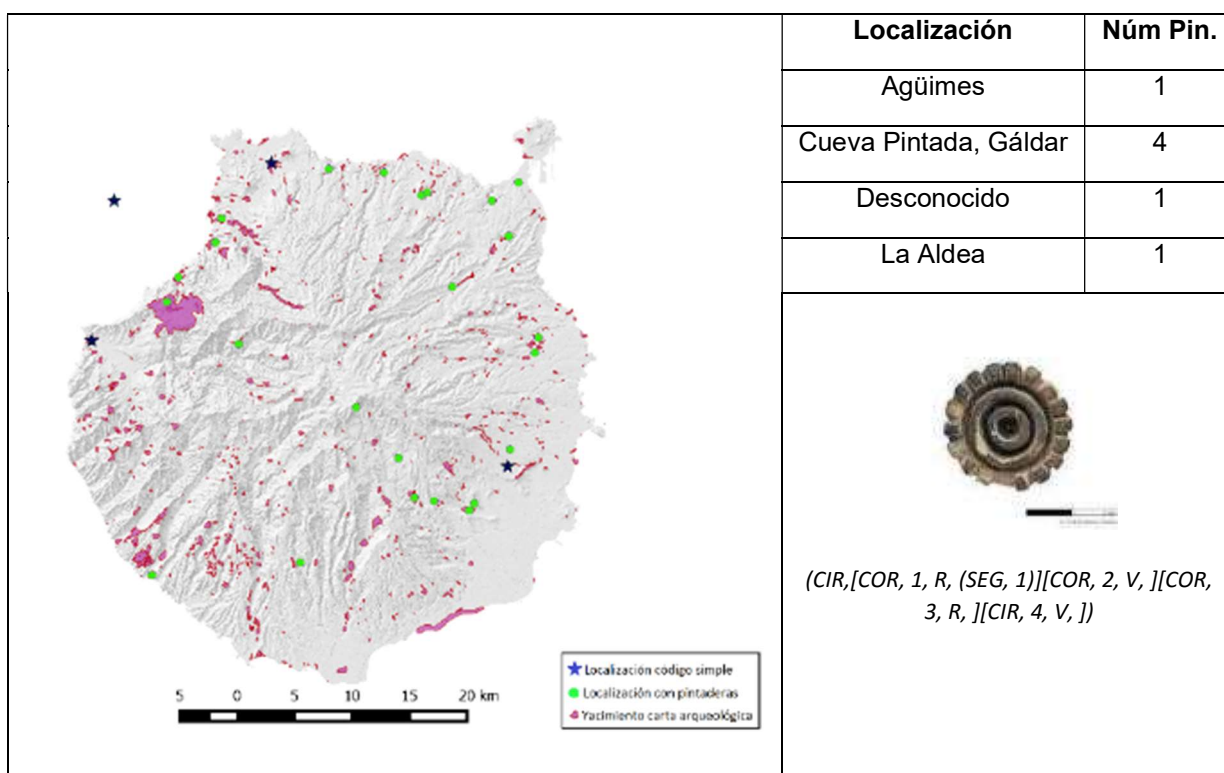 Localización Núm Pin.
Agüimes 1
Cueva Pintada, Gáldar 4
Desconocido 1
La Aldea 1
(CIR,[COR, 1, R, (SEG, 1)][COR, 2, V, ][COR,
3, R, ][CIR, 4, V, ])
Localización código simple
Localización con pintaderas
Yacimiento carta arqueológica
5 0 5 10 15 20 km